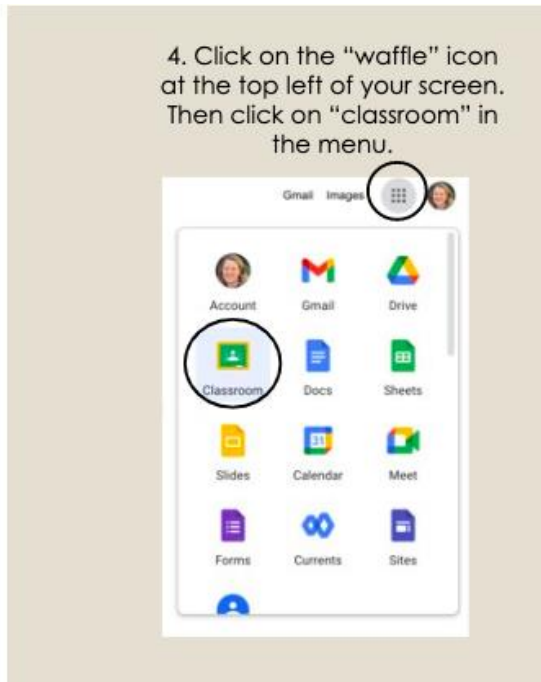 4. Click on the “waffle” icon
at the top left of your screen.
Then click on “classroom” in
the menu.
Gmail Images
Account Gmail Drive
Classroom Docs Sheets
31
Slides Calendar Meet
Forms Currents Sites